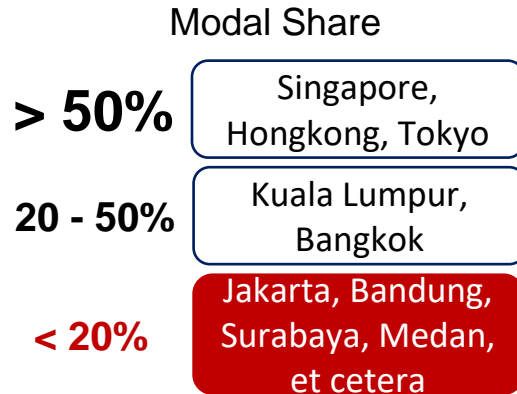 Modal Share
> 50%
Singapore,
Hongkong, Tokyo
20 - 50%
Kuala Lumpur,
Bangkok
< 20%
Jakarta, Bandung,
Surabaya, Medan,
et cetera